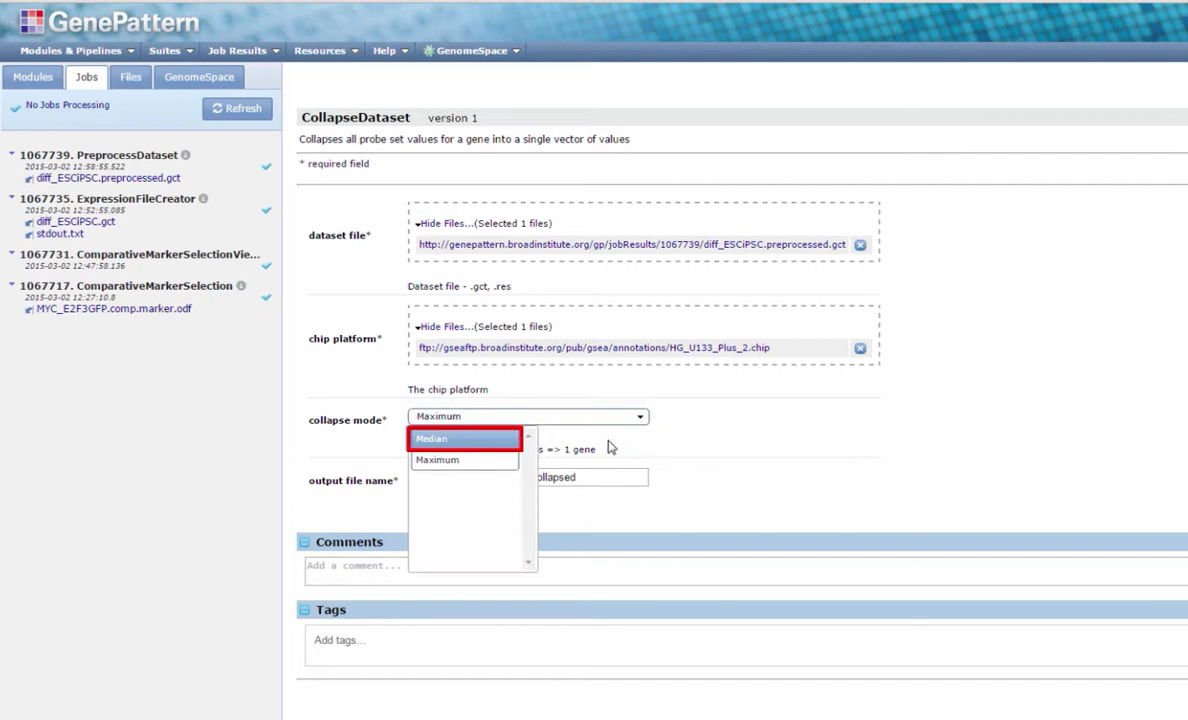 GenePattern
Modules & Pipelines Suites Job Results Resources Help GenomeSpace
Modules Jobs Files GenomeSpace
No Jobs Processing
Refresh
1067739. PreprocessDataset
2015-03-02 12:58:55.522
diff_ESCiPSC.preprocessed.gct
1067735. ExpressionFileCreator
2015-03-02 12:52:55.085
diff_ESCiPSC.gct
stdout.txt
1067731. ComparativeMarkerSelectionVie...
2015-03-02 12:47:58.136
1067717. ComparativeMarkerSelection
2015-03-02 12:27:10.8
MYC_E2F3GFP.comp.marker.odf
CollapseDataset version 1
Collapses all probe set values for a gene into a single vector of values
* required field
dataset file*
Hide Files...(Selected 1 files)
http://genepattern.broadinstitute.org/gp/jobResults/1067739/diff_ESCiPSC.preprocessed.gct
Dataset file - .gct, .res
chip platform*
Hide Files...(Selected 1 files)
ftp://gseaftp.broadinstitute.org/pub/gsea/annotations/HG_U133_Plus_2.chip
The chip platform
collapse mode*
Maximum
Median
Maximum
s => 1 gene
output file name*
ollapsed
Comments
Add a comment...
Tags
Add tags...